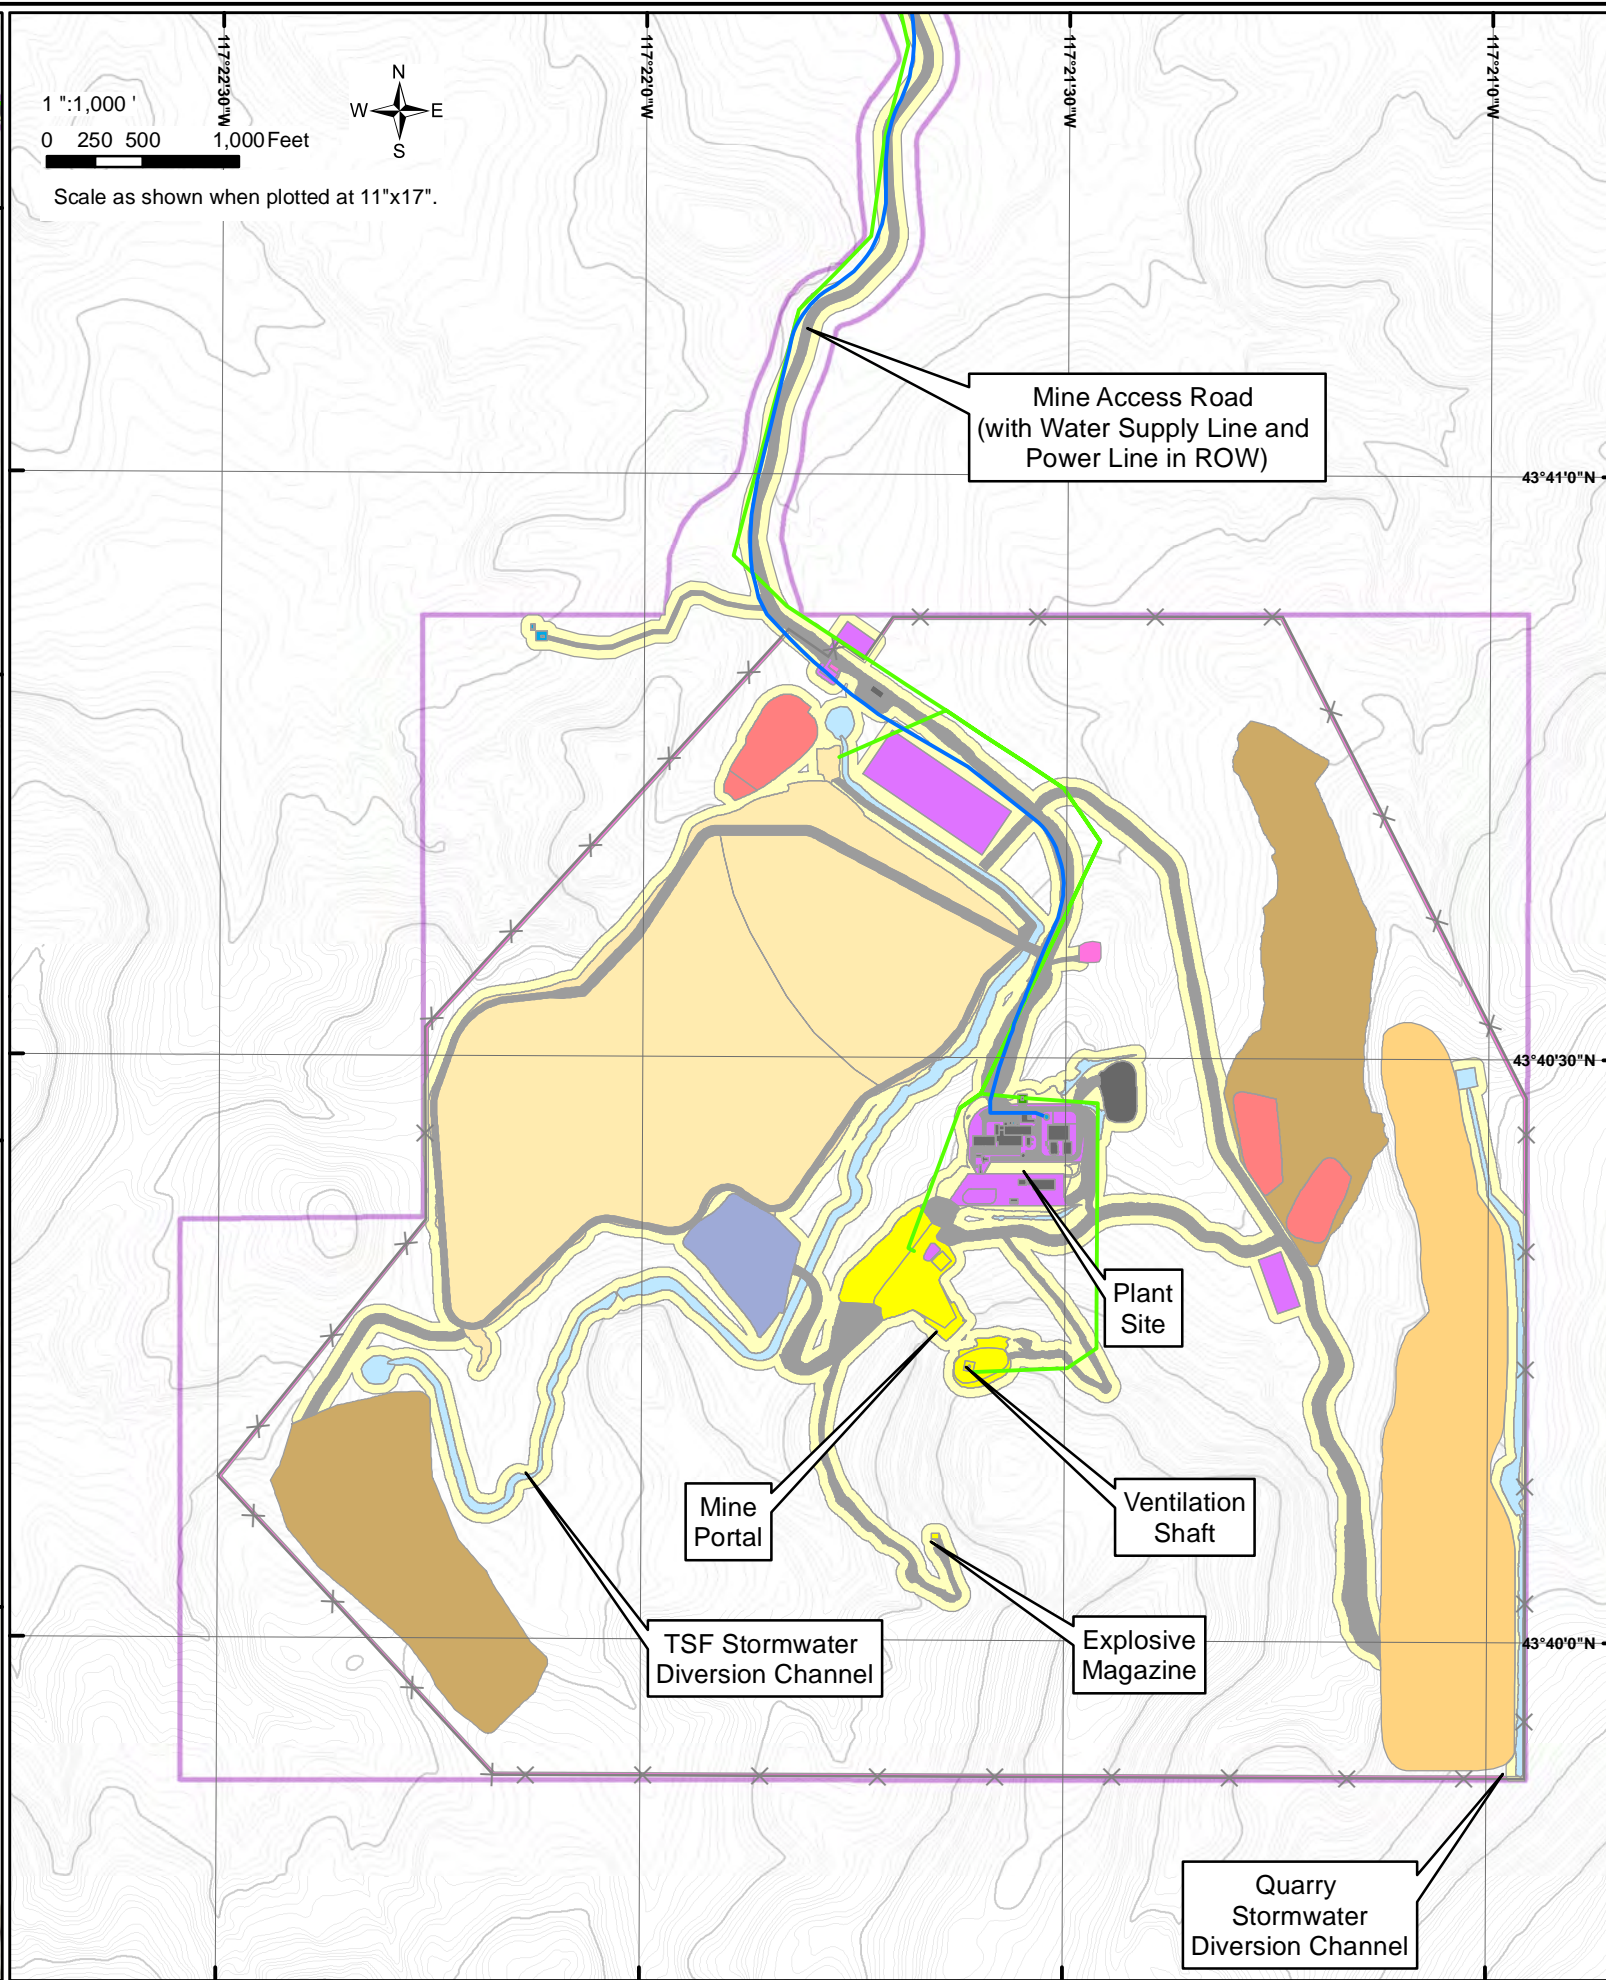 117°22'30"W
117°22'0"W
117°21'30"W
117°21'0"W
N
W E
S
1 ":1,000 '
0 250 500 1,000 Feet
Scale as shown when plotted at 11"x17".
Mine Access Road
(with Water Supply Line and
Power Line in ROW)
43°41'0"N
43°40'30"N
Plant
Site
Mine
Portal
Ventilation
Shaft
TSF Stormwater
Diversion Channel
Explosive
Magazine
43°40'0"N
Quarry
Stormwater
Diversion Channel